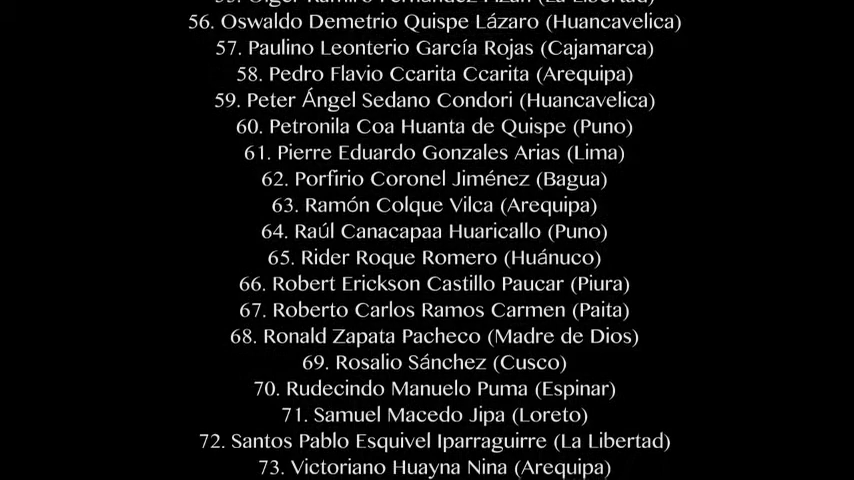 56. Oswaldo Demetrio Quispe Lázaro (Huancavelica)
57. Paulino Leonterio García Rojas (Cajamarca)
58. Pedro Flavio Ccarita Ccarita (Arequipa)
59. Peter Ángel Sedano Condori (Huancavelica)
60. Petronila Coa Huanta de Quispe (Puno)
61. Pierre Eduardo Gonzales Arias (Lima)
62. Porfirio Coronel Jiménez (Bagua)
63. Ramón Colque Vilca (Arequipa)
64. Raúl Canacapaa Huaricallo (Puno)
65. Rider Roque Romero (Huánuco)
66. Robert Erickson Castillo Paucar (Piura)
67. Roberto Carlos Ramos Carmen (Paita)
68. Ronald Zapata Pacheco (Madre de Dios)
69. Rosalio Sánchez (Cusco)
70. Rudecindo Manuelo Puma (Espinar)
71. Samuel Macedo Jipa (Loreto)
72. Santos Pablo Esquivel Iparraguirre (La Libertad)
73. Victoriano Huayna Nina (Arequipa)